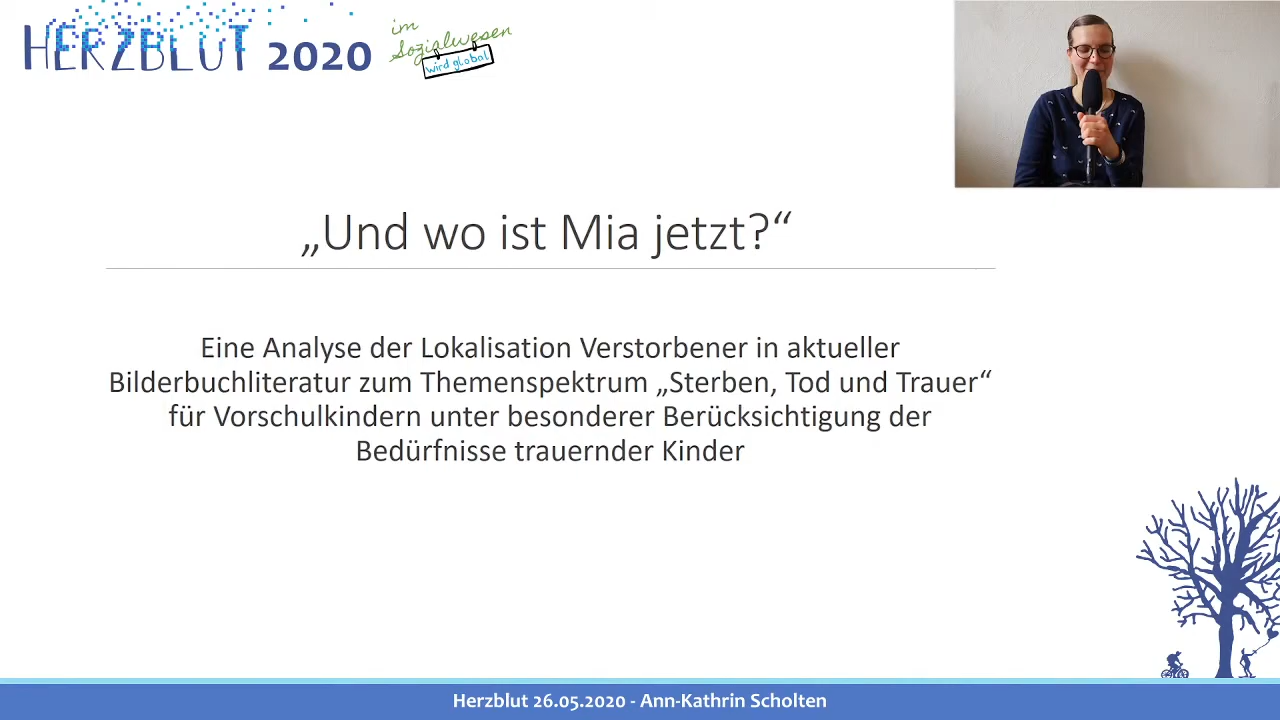 HERZBLUT 2020
im
Sozialwesen
wird global
„Und wo ist Mia jetzt?“
Eine Analyse der Lokalisation Verstorbener in aktueller
Bilderbuchliteratur zum Themenspektrum „Sterben, Tod und Trauer“
für Vorschulkindern unter besonderer Berücksichtigung der
Bedürfnisse trauernder Kinder
Herzblut 26.05.2020 - Ann-Kathrin Scholten